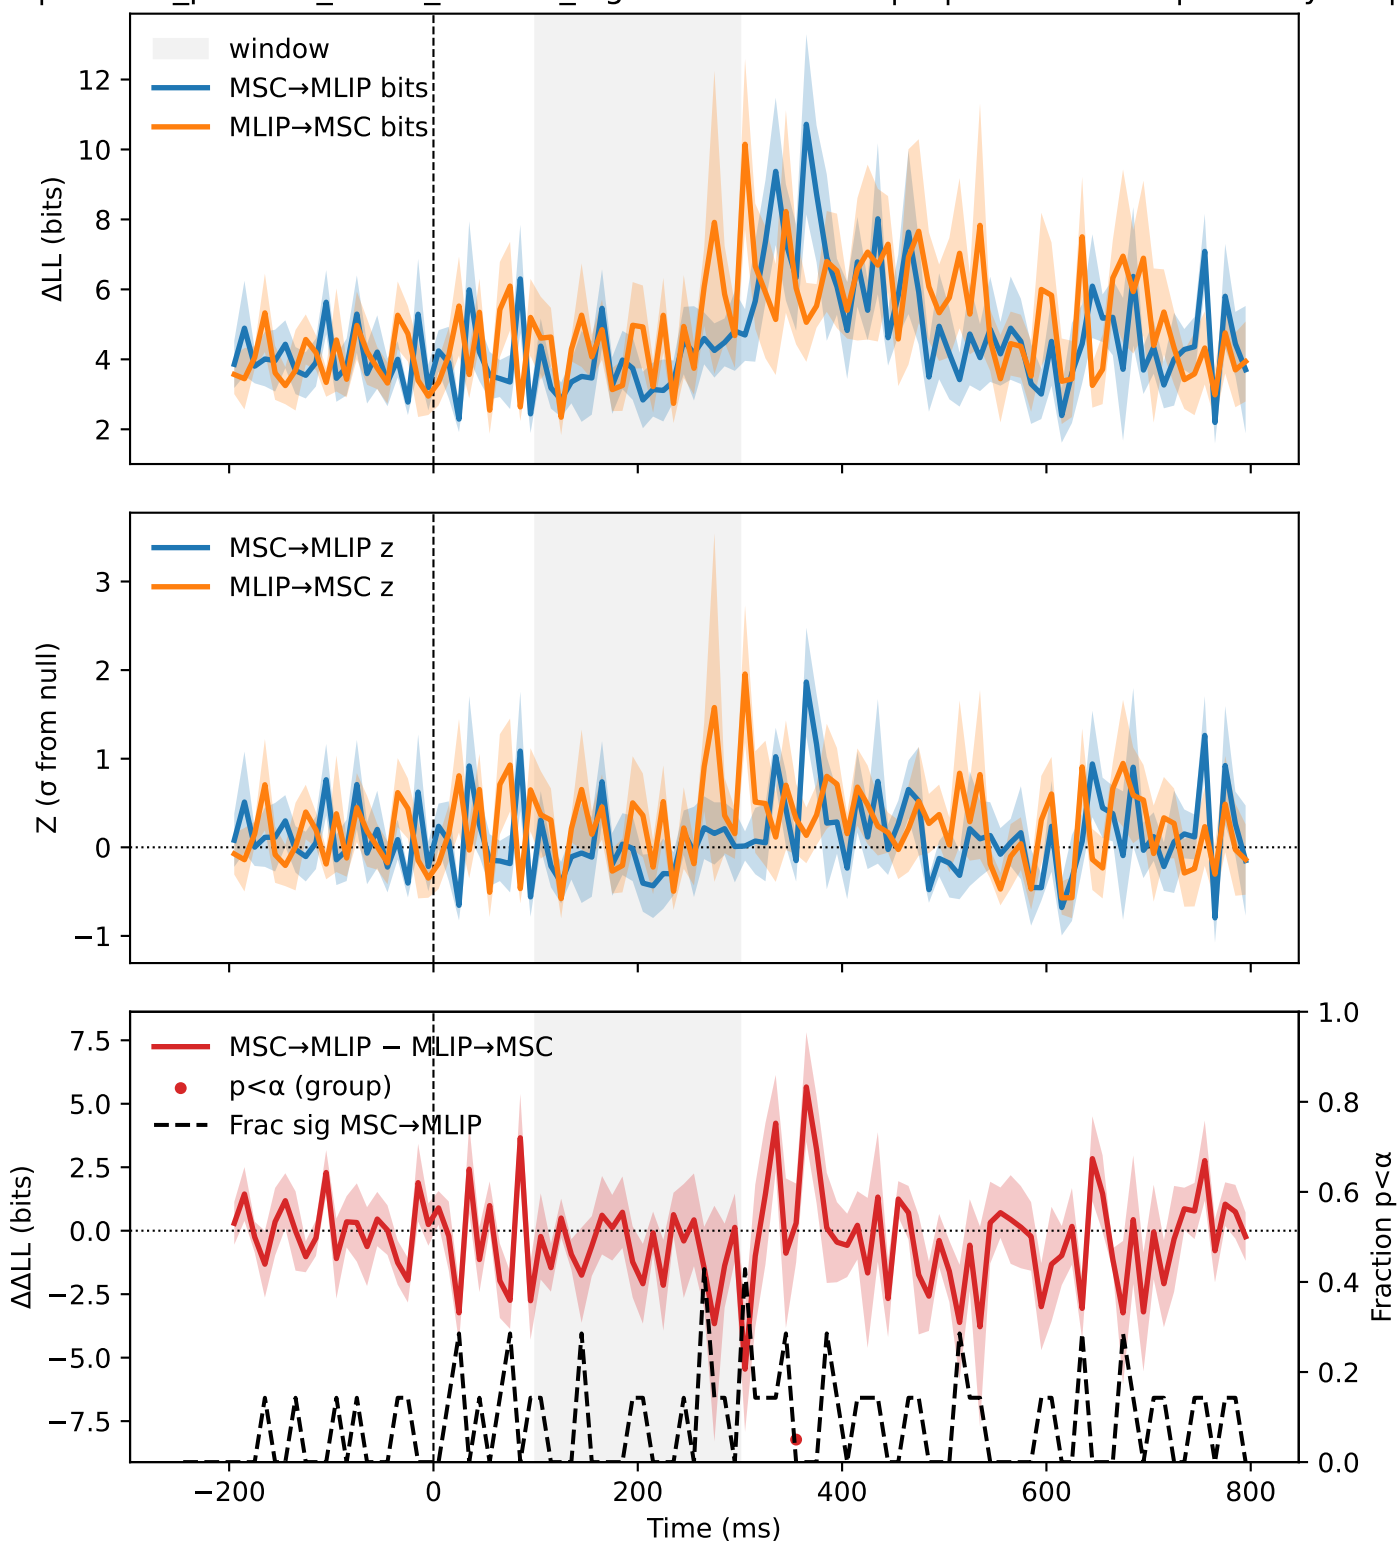 window
MSC→MLIP bits
MLIP→MSC bits
ΔLL (bits)
12
10
8
6
4
2
MSC→MLIP z
MLIP→MSC z
Z (σ from null)
3
2
1
0
−1
MSC→MLIP − MLIP→MSC
p<α (group)
Frac sig MSC→MLIP
ΔΔLL (bits)
7.5
5.0
2.5
0.0
−2.5
−5.0
−7.5
1.0
0.8
0.6
0.4
0.2
0.0
Fraction p<α
−200
0
200
400
600
800
Time (ms)